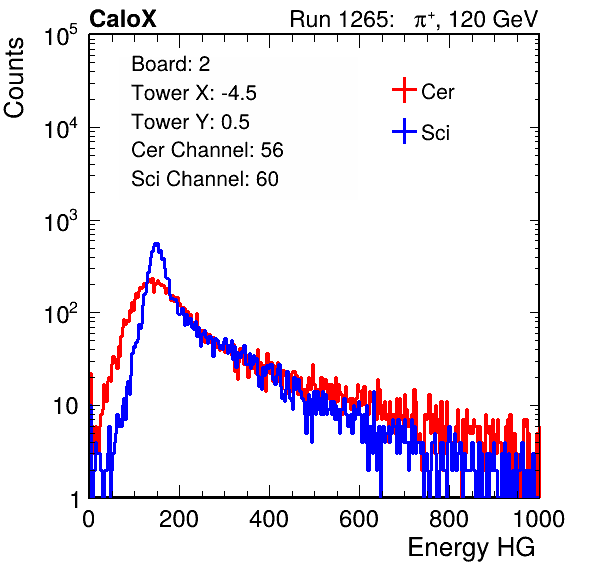 CaloX Run 1265: π⁺, 120 GeV
Counts
10⁵
10⁴
10³
10²
10
1
Board: 2
Tower X: -4.5
Tower Y: 0.5
Cer Channel: 56
Sci Channel: 60
Cer
Sci
0 200 400 600 800 1000
Energy HG